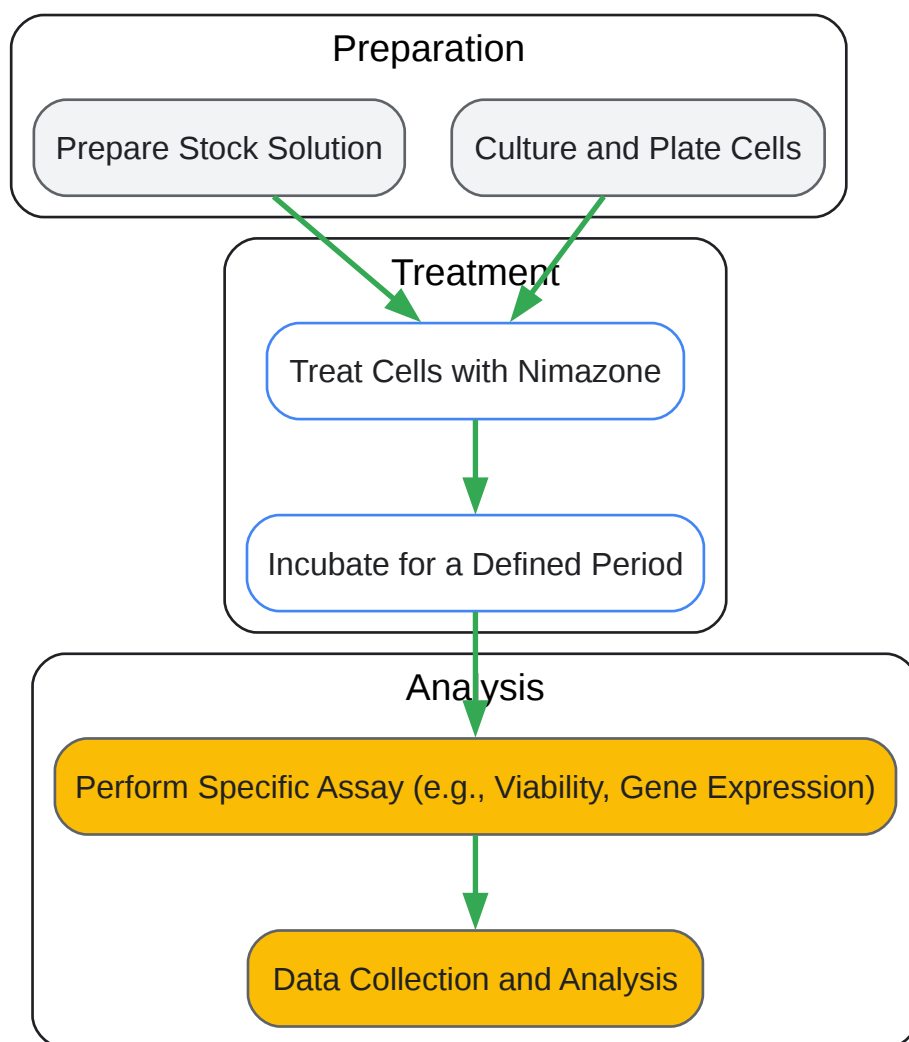 Preparation
Prepare Stock Solution
Culture and Plate Cells
Treatment
Treat Cells with Nimazone
Incubate for a Defined Period
Analysis
Perform Specific Assay (e.g., Viability, Gene Expression)
Data Collection and Analysis